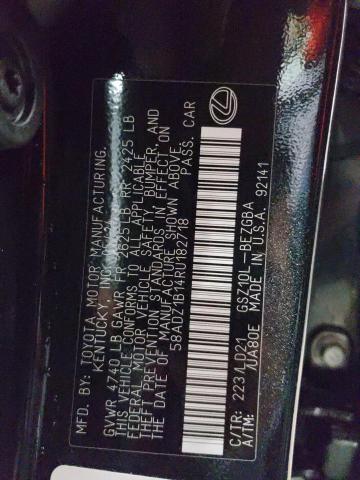 MFD. BY: TOYOTA MOTOR MANUFACTURING,
KENTUCKY, INC.
GVWR 4740 LB GAWR FR 2625 LB RR 2425 LB
THIS VEHICLE CONFORMS TO ALL APPLICABLE
FEDERAL MOTOR VEHICLE SAFETY, BUMPER, AND
THEFT PREVENTION STANDARDS IN EFFECT ON
THE DATE OF MANUFACTURE SHOWN ABOVE.
58ADZ1B14RU182718 PASS. CAR
C/TR: 223 / D21 GSZ10L-BEZGBA
A/TM: /UA80E MADE IN U.S.A. 92141